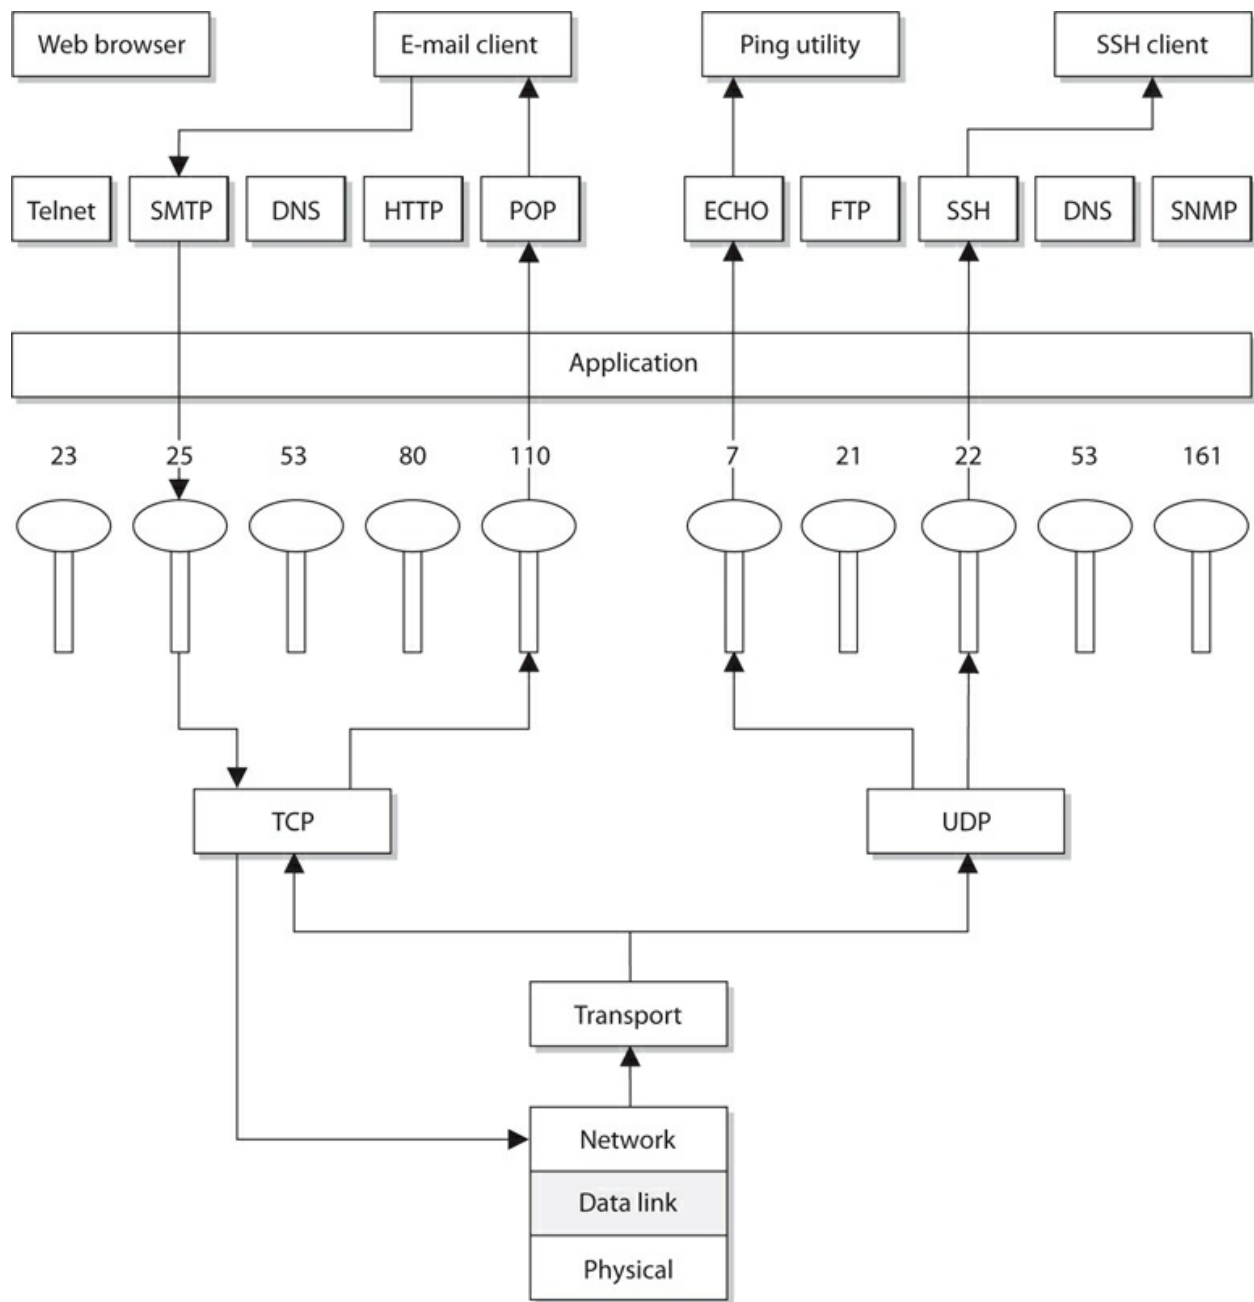 Web browser
E-mail client
Ping utility
SSH client
Telnet
SMTP
DNS
HTTP
POP
ECHO
FTP
SSH
DNS
SNMP
Application
23
25
53
80
110
7
21
22
53
161
TCP
UDP
Transport
Network
Data link
Physical